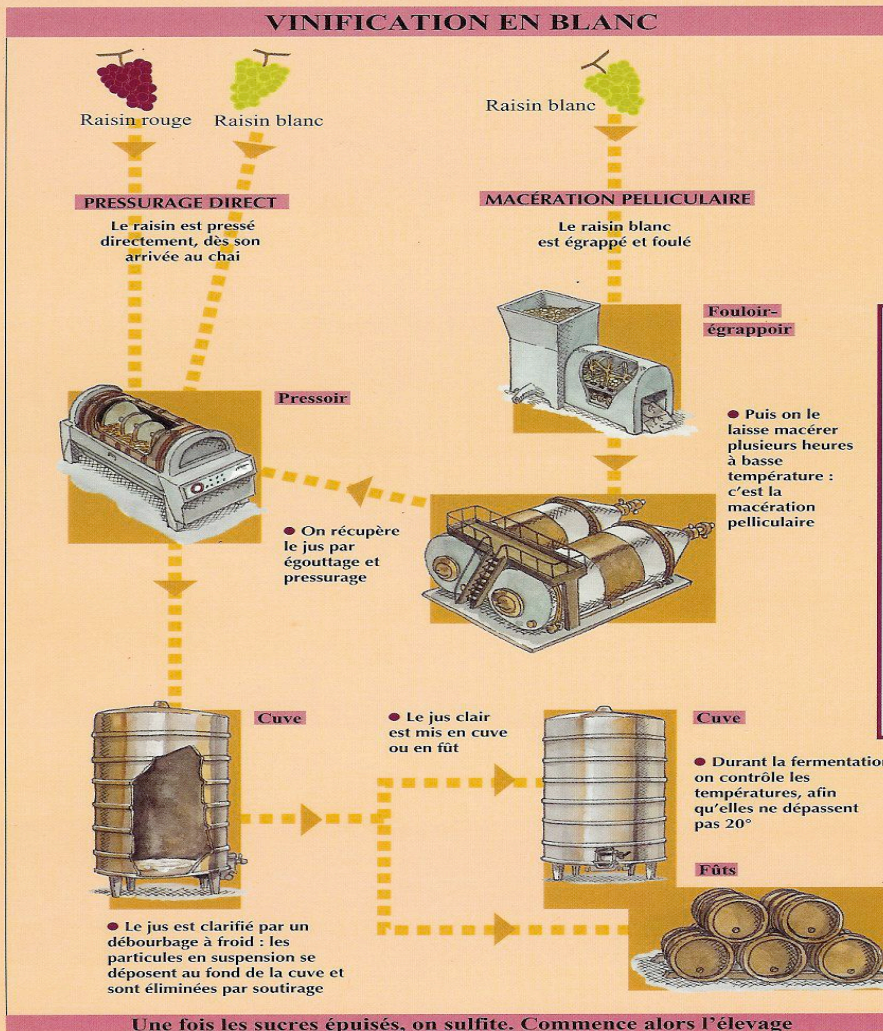 VINIFICATION EN BLANC
Raisin rouge
Raisin blanc
Raisin blanc
PRESSURAGE DIRECT
Le raisin est pressé
directement, dès son
arrivée au chai
MACÉRATION PELLICULAIRE
Le raisin blanc
est égrappé et foulé
Fouloir-
égrappoir
Pressoir
● Puis on le
laisse macérer
plusieurs heures
à basse
température :
c'est la
macération
pelliculaire
● On récupère
le jus par
égouttage et
pressurage
Cuve
● Le jus clair
est mis en cuve
ou en fût
Cuve
● Durant la fermentation
on contrôle les
températures, afin
qu'elles ne dépassent
pas 20°
Fûts
● Le jus est clarifié par un
débourbage à froid : les
particules en suspension se
déposent au fond de la cuve et
sont éliminées par soutirage
Une fois les sucres épuisés, on sulfite. Commence alors l'élevage